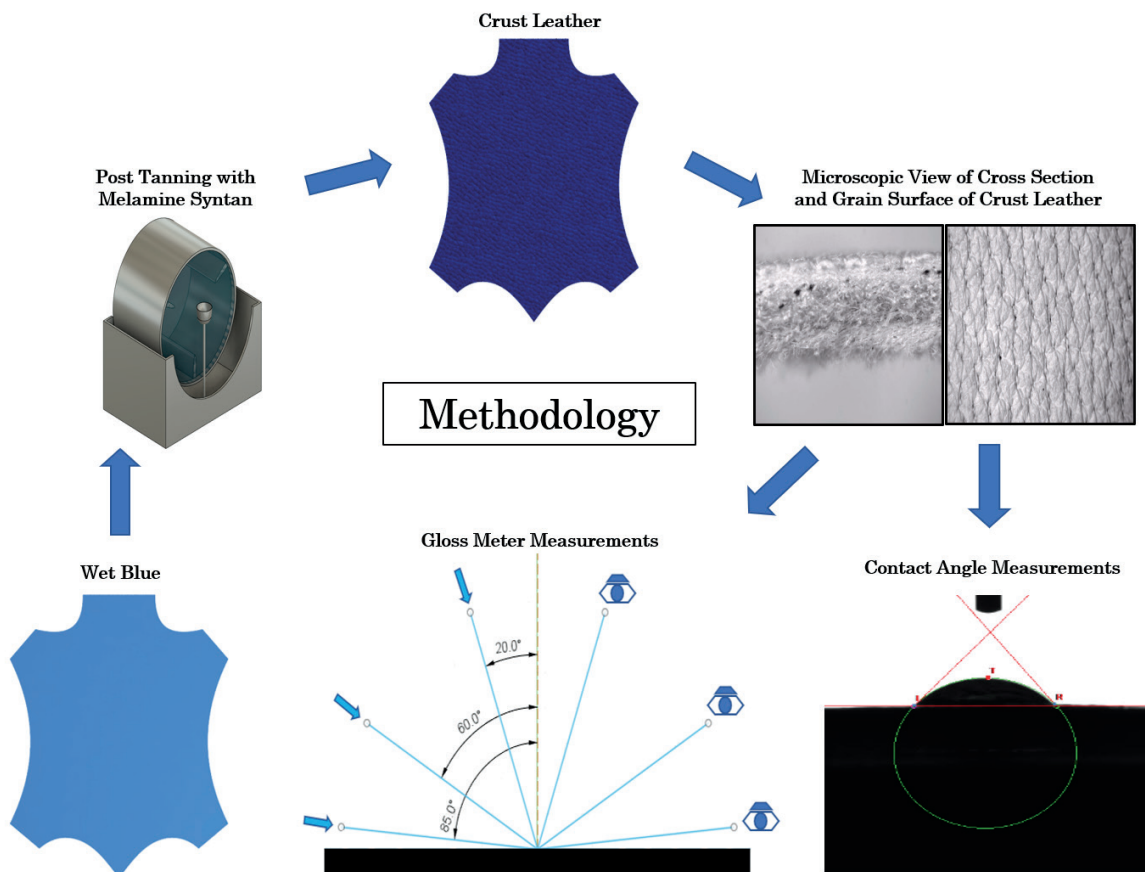 Crust Leather
Post Tanning with
Melamine Syntan
Microscopic View of Cross Section
and Grain Surface of Crust Leather
Methodology
Wet Blue
Gloss Meter Measurements
20.0°
60.0°
85.0°
Contact Angle Measurements
T
L
R